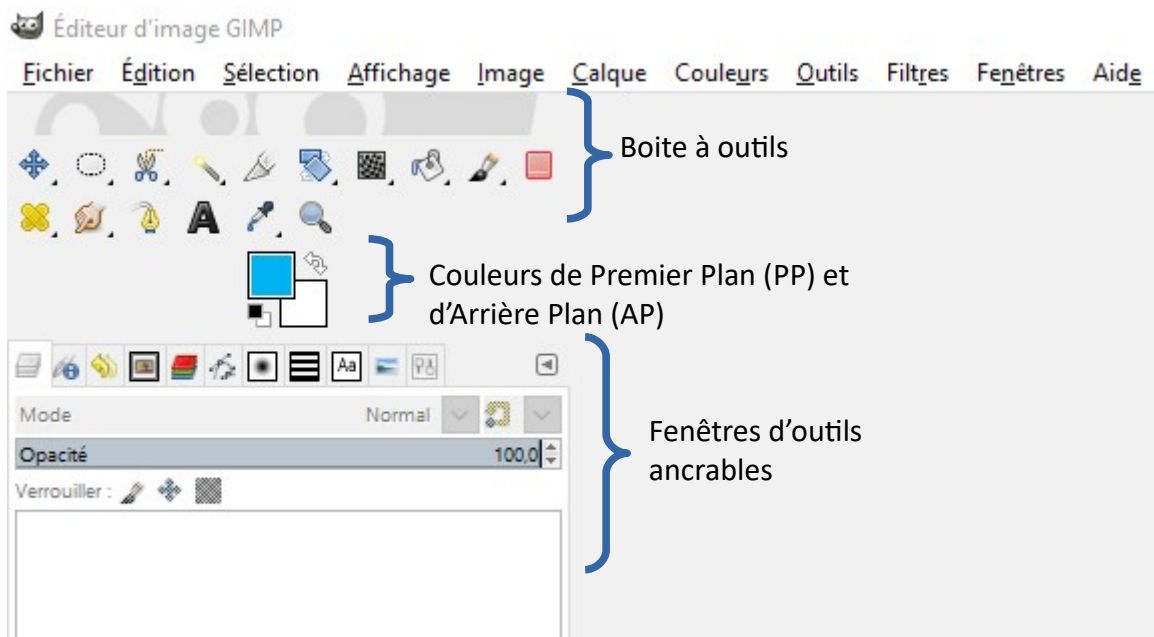 Éditeur d'image GIMP
Fichier Édition Sélection Affichage Image Calque Couleurs Outils Filtres Fenêtres Aide
Boite à outils
A
Couleurs de Premier Plan (PP) et
d'Arrière Plan (AP)
Aa
Mode Normal
Opacité 100,0
Verrouiller :
Fenêtres d'outils
ancrables